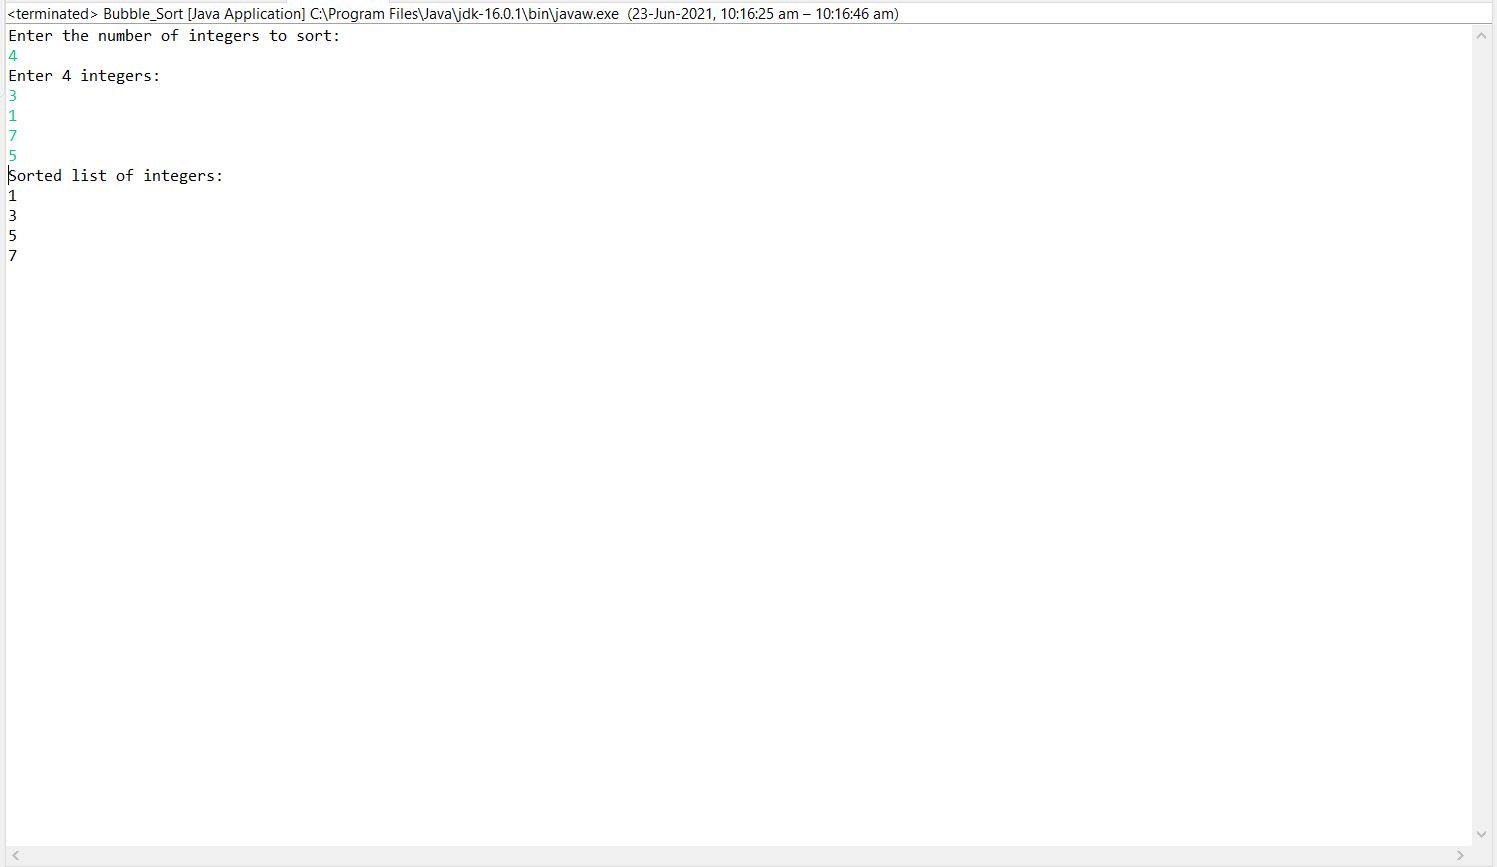 <terminated> Bubble_Sort [Java Application] C:\Program Files\Java\jdk-16.0.1\bin\javaw.exe (23-Jun-2021, 10:16:25 am – 10:16:46 am)
Enter the number of integers to sort:
4
Enter 4 integers:
3
1
7
5
Sorted list of integers:
1
3
5
7